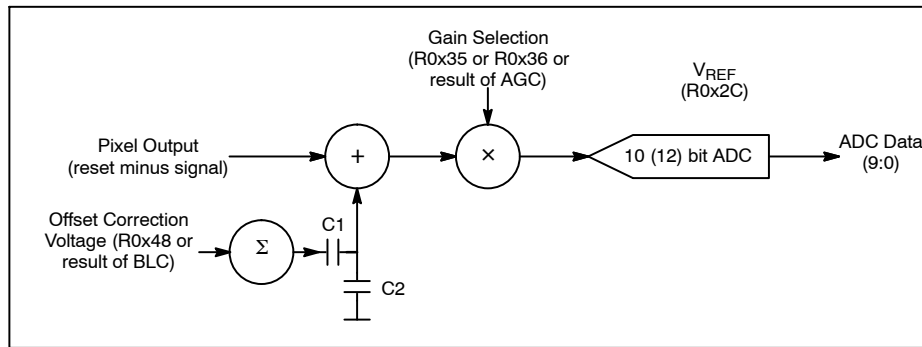 Gain Selection
(R0x35 or R0x36 or
result of AGC)
VREF
(R0x2C)
Pixel Output
(reset minus signal)
+
×
10 (12) bit ADC
ADC Data
(9:0)
Offset Correction
Voltage (R0x48 or
result of BLC)
Σ
C1
C2